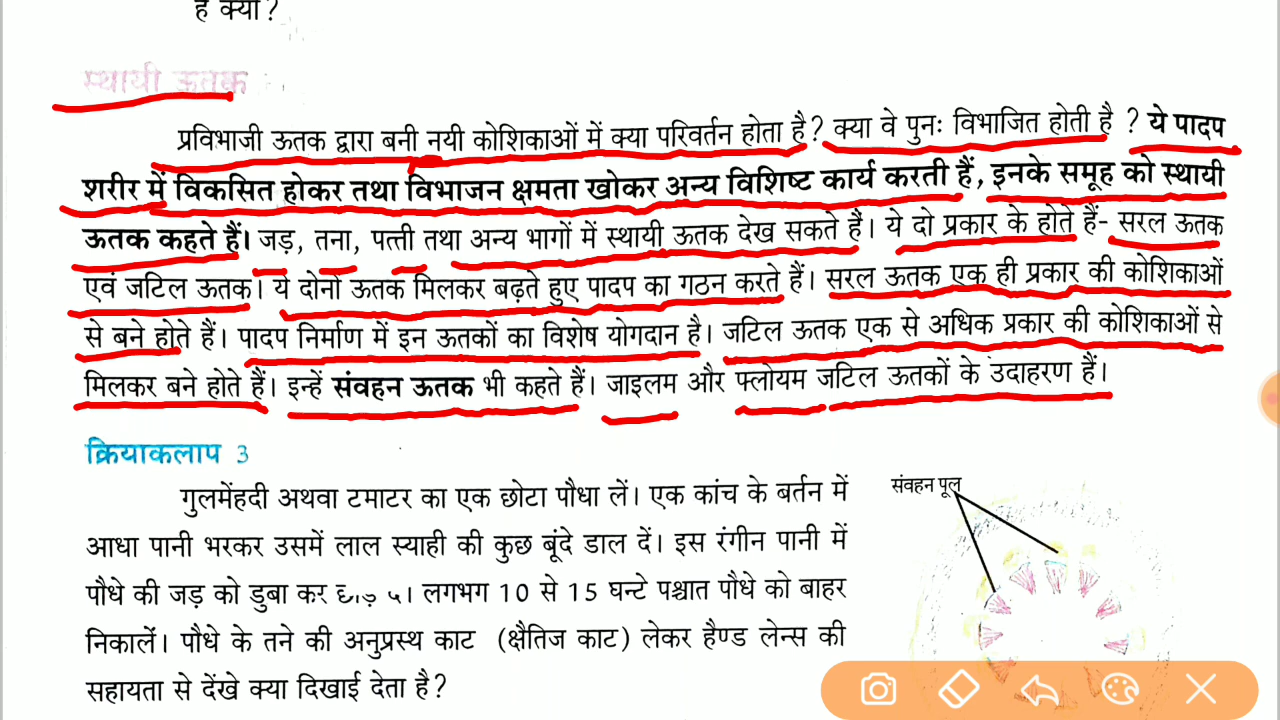 है क्या?
स्थायी ऊतक
प्रविभाजी ऊतक द्वारा बनी नयी कोशिकाओं में क्या परिवर्तन होता है? क्या वे पुनः विभाजित होती है ? ये पादप
शरीर में विकसित होकर तथा विभाजन क्षमता खोकर अन्य विशिष्ट कार्य करती हैं, इनके समूह को स्थायी
ऊतक कहते हैं। जड़, तना, पत्ती तथा अन्य भागों में स्थायी ऊतक देख सकते हैं। ये दो प्रकार के होते हैं- सरल ऊतक
एवं जटिल ऊतक। ये दोनों ऊतक मिलकर बढ़ते हुए पादप का गठन करते हैं। सरल ऊतक एक ही प्रकार की कोशिकाओं
से बने होते हैं। पादप निर्माण में इन ऊतकों का विशेष योगदान है। जटिल ऊतक एक से अधिक प्रकार की कोशिकाओं से
मिलकर बने होते हैं। इन्हें संवहन ऊतक भी कहते हैं। जाइलम और फ्लोयम जटिल ऊतकों के उदाहरण हैं।
क्रियाकलाप 3
गुलमेंहदी अथवा टमाटर का एक छोटा पौधा लें। एक कांच के बर्तन में
संवहन पूल
आधा पानी भरकर उसमें लाल स्याही की कुछ बूंदे डाल दें। इस रंगीन पानी में
पौधे की जड़ को डुबा कर लगभग 10 से 15 घन्टे पश्चात पौधे को बाहर
निकालें। पौधे के तने की अनुप्रस्थ काट (क्षैतिज काट) लेकर हैण्ड लेन्स की
सहायता से देंखे क्या दिखाई देता है?